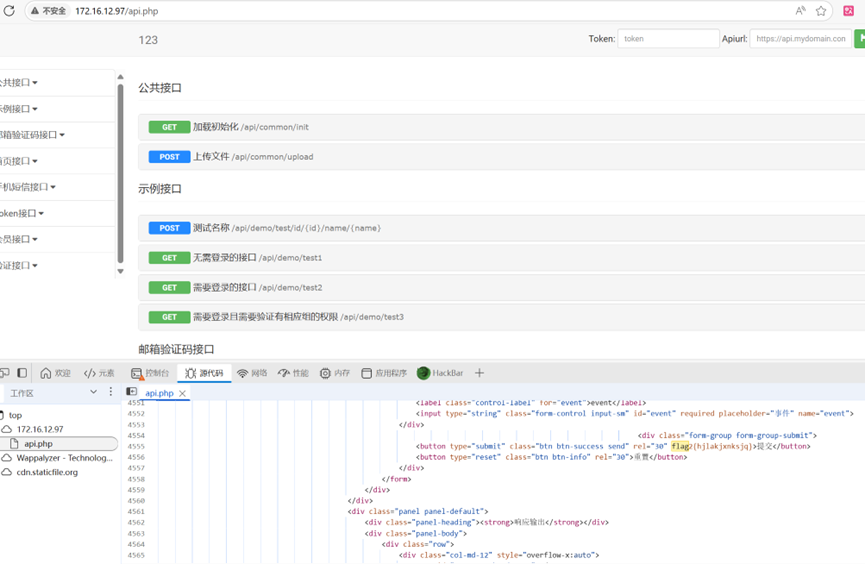 不安全 172.16.12.97/api.php
123
Token: token Apiurl: https://api.mydomain.com
公共接口
示例接口
邮箱验证码接口
首页接口
手机短信接口
Token接口
会员接口
验证接口
公共接口
GET 加载初始化 /api/common/init
POST 上传文件 /api/common/upload
示例接口
POST 测试名称 /api/demo/test/id/{id}/name/{name}
GET 无需登录的接口 /api/demo/test1
GET 需要登录的接口 /api/demo/test2
GET 需要登录且需要验证有相应组的权限 /api/demo/test3
邮箱验证码接口
欢迎 元素 控制台 源代码 网络 性能 内存 应用程序 HackBar
工作区
api.php
top
172.16.12.97
api.php
Wappalyzer - Technolog...
cdn.staticfile.org
4551 <label class="control-label" for="event">event</label>
4552 <input type="string" class="form-control input-sm" id="event" required placeholder="事件" name="event">
4553 </div>
4554 <div class="form-group form-group-submit">
4555 <button type="submit" class="btn btn-success send" rel="30" flag2{hjlakjxnksjq}>提交</button>
4556 <button type="reset" class="btn btn-info" rel="30">重置</button>
4557 </div>
4558 </form>
4559 </div>
4560 </div>
4561 <div class="panel panel-default">
4562 <div class="panel-heading"><strong>响应输出</strong></div>
4563 <div class="panel-body">
4564 <div class="row">
4565 <div class="col-md-12" style="overflow-x:auto">